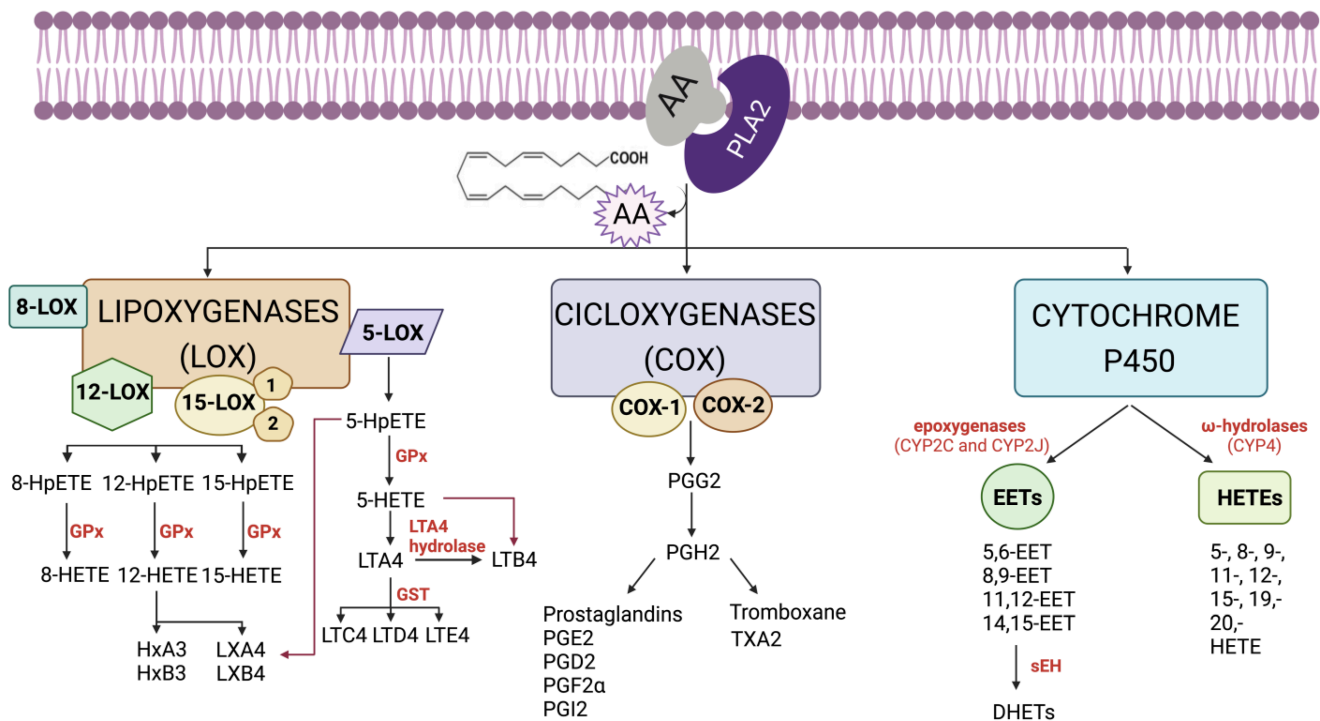 AA
PLA2
COOH
AA
8-LOX
LIPOXYGENASES
(LOX)
5-LOX
12-LOX
15-LOX
1
2
CICLOXYGENASES
(COX)
COX-1
COX-2
CYTOCHROME
P450
8-HpETE 12-HpETE 15-HpETE
GPx GPx GPx
8-HETE 12-HETE 15-HETE
HxA3 LXA4
HxB3 LXB4
5-HpETE
GPx
5-HETE
LTA4
hydrolase
LTA4
LTB4
GST
LTC4 LTD4 LTE4
PGG2
PGH2
Prostaglandins
PGE2
PGD2
PGF2α
PGI2
Tromboxane
TXA2
epoxygenases
(CYP2C and CYP2J)
EETs
5,6-EET
8,9-EET
11,12-EET
14,15-EET
sEH
DHETs
ω-hydrolases
(CYP4)
HETEs
5-, 8-, 9-,
11-, 12-,
15-, 19,-
20,-
HETE